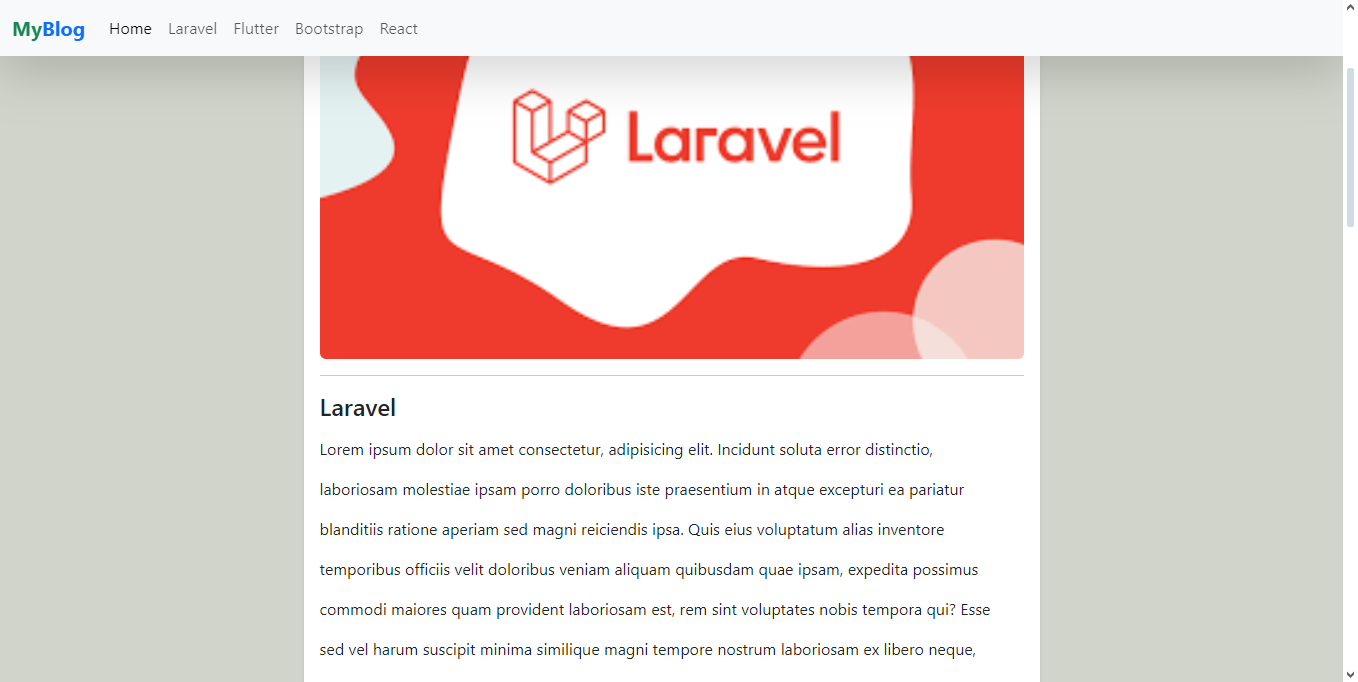 MyBlog Home Laravel Flutter Bootstrap React
Laravel
Laravel
Lorem ipsum dolor sit amet consectetur, adipisicing elit. Incidunt soluta error distinctio,
laboriosam molestiae ipsam porro doloribus iste praesentium in atque excepturi ea pariatur
blanditiis ratione aperiam sed magni reiciendis ipsa. Quis eius voluptatum alias inventore
temporibus officiis velit doloribus veniam aliquam quibusdam quae ipsam, expedita possimus
commodi maiores quam provident laboriosam est, rem sint voluptates nobis tempora qui? Esse
sed vel harum suscipit minima similique magni tempore nostrum laboriosam ex libero neque,